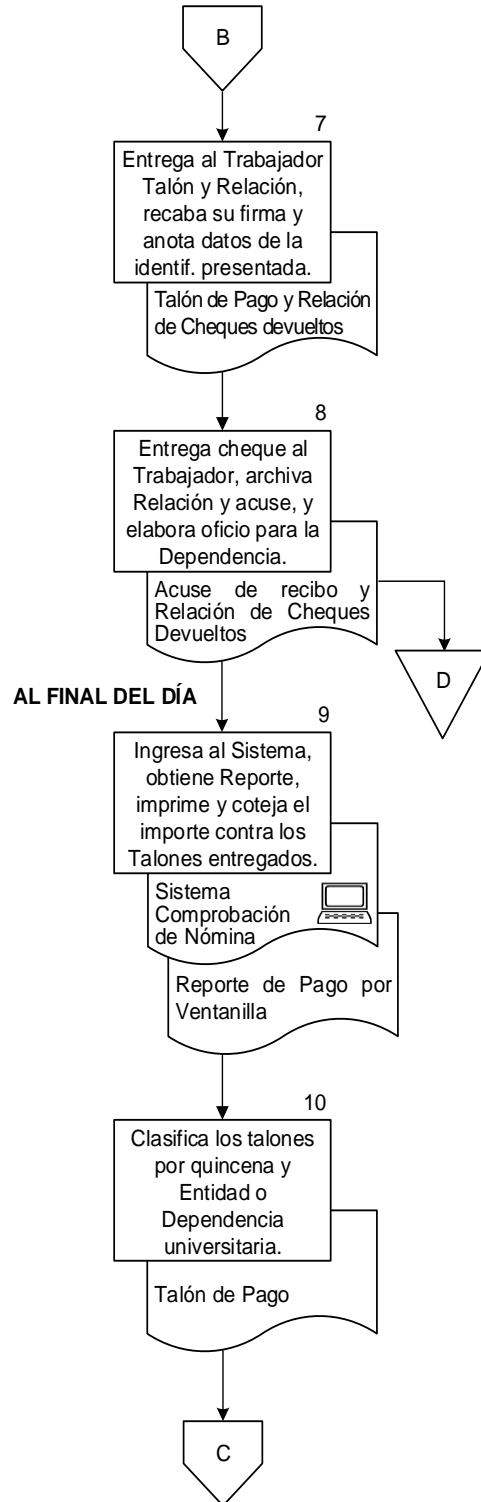 B
7
Entrega al Trabajador
Talón y Relación,
recaba su firma y
anota datos de la
identif. presentada.
Talón de Pago y Relación
de Cheques devueltos
8
Entrega cheque al
Trabajador, archiva
Relación y acuse, y
elabora oficio para la
Dependencia.
Acuse de recibo y
Relación de Cheques
Devueltos
D
AL FINAL DEL DÍA
9
Ingresa al Sistema,
obtiene Reporte,
imprime y coteja el
importe contra los
Talones entregados.
Sistema
Comprobación
de Nómina
Reporte de Pago por
Ventanilla
10
Clasifica los talones
por quincena y
Entidad o
Dependencia
universitaria.
Talón de Pago
C